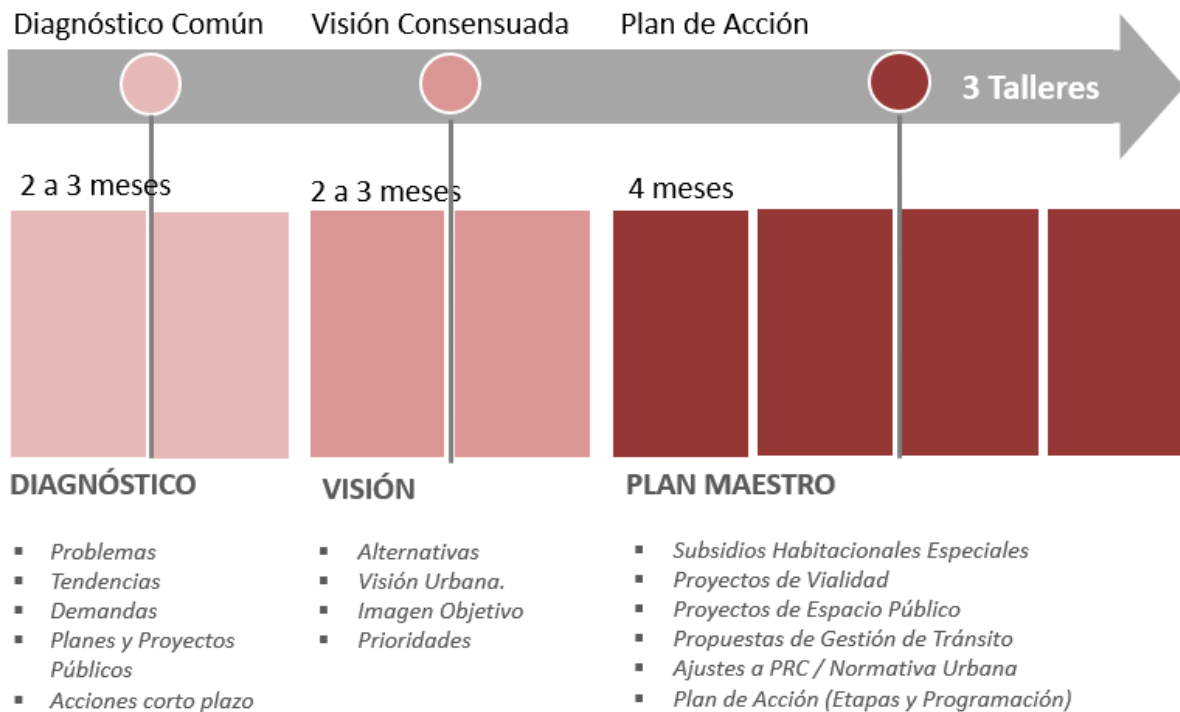 Diagnóstico Común
Visión Consensuada
Plan de Acción
3 Talleres
2 a 3 meses
2 a 3 meses
4 meses
DIAGNÓSTICO
▪ Problemas
▪ Tendencias
▪ Demandas
▪ Planes y Proyectos
Públicos
▪ Acciones corto plazo
VISIÓN
▪ Alternativas
▪ Visión Urbana.
▪ Imagen Objetivo
▪ Prioridades
PLAN MAESTRO
▪ Subsidios Habitacionales Especiales
▪ Proyectos de Vialidad
▪ Proyectos de Espacio Público
▪ Propuestas de Gestión de Tránsito
▪ Ajustes a PRC / Normativa Urbana
▪ Plan de Acción (Etapas y Programación)